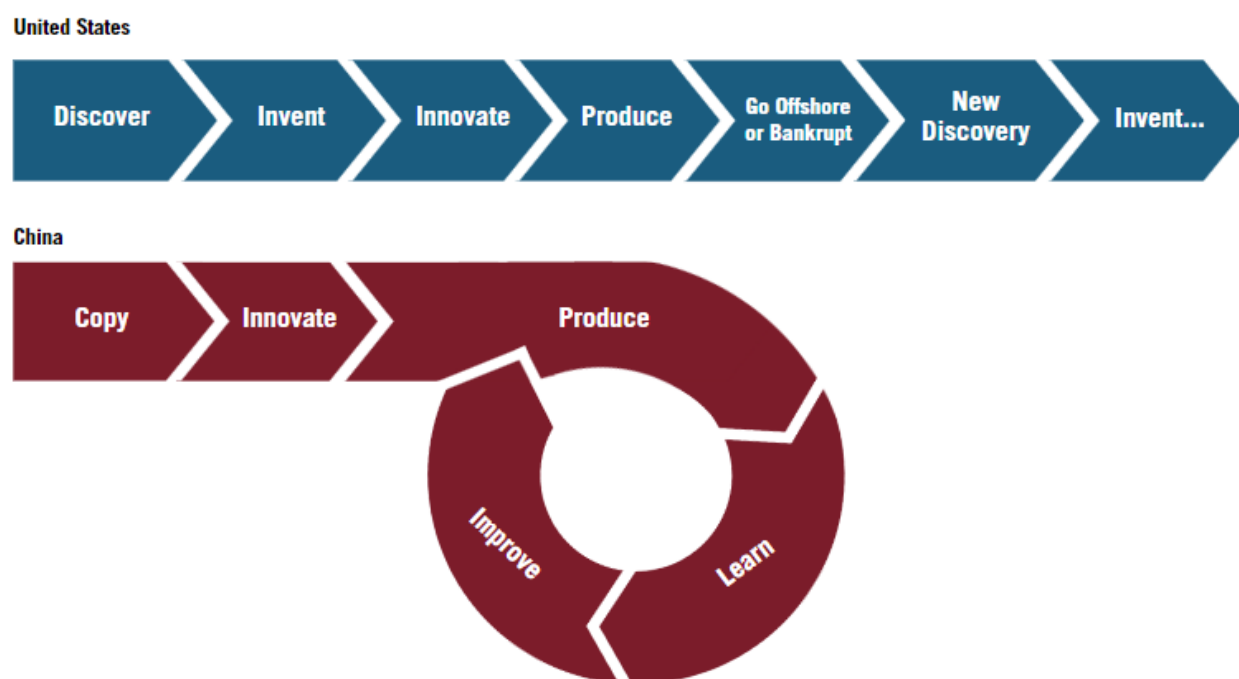 United States
Discover
Invent
Innovate
Produce
Go Offshore
or Bankrupt
New
Discovery
Invent...
China
Copy
Innovate
Produce
Learn
Improve